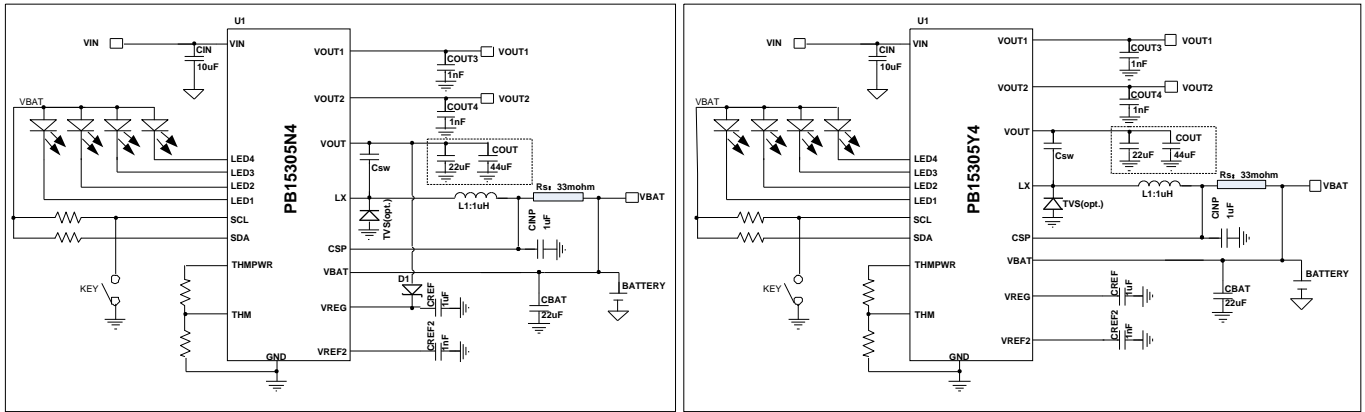 U1
VIN
VIN
CIN
10uF
VOUT1
COUT3
1nF
VOUT1
VOUT2
COUT4
1nF
VOUT2
VBAT
VOUT
Csw
22uF
COUT
44uF
LED4
LED3
LED2
LED1
PB15305N4
LX
L1:1uH
Rs: 33mohm
VBAT
TVS(opt.)
CINP
1uF
SCL
SDA
CSP
THMPWR
VBAT
BATTERY
D1
KEY
VREG
CREF
1uF
CBAT
22uF
THM
VREF2
CREF2
1nF
GND
U1
VIN
VIN
CIN
10uF
VOUT1
COUT3
1nF
VOUT1
VOUT2
COUT4
1nF
VOUT2
VBAT
VOUT
Csw
22uF
COUT
44uF
LED4
LED3
LED2
LED1
PB15305Y4
LX
L1:1uH
Rs: 33mohm
VBAT
TVS(opt.)
CINP
1uF
SCL
SDA
CSP
THMPWR
VBAT
BATTERY
KEY
VREG
CREF
1uF
CBAT
22uF
THM
VREF2
CREF2
1nF
GND